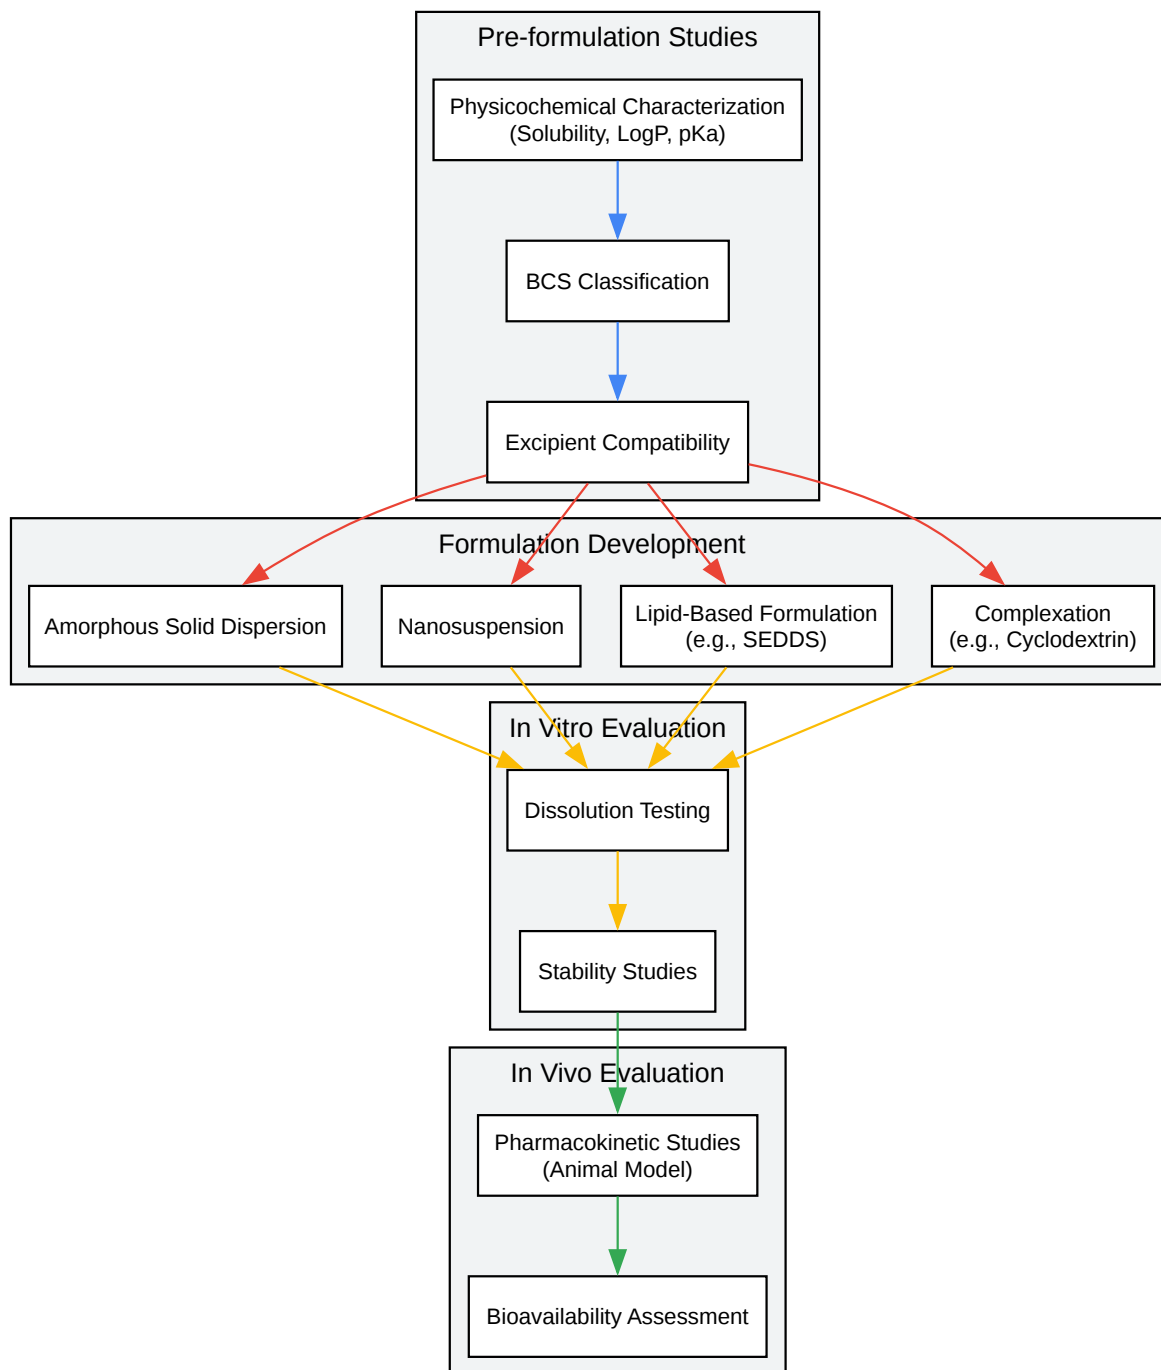 Pre-formulation Studies
Physicochemical Characterization
(Solubility, LogP, pKa)
BCS Classification
Excipient Compatibility
Formulation Development
Amorphous Solid Dispersion
Nanosuspension
Lipid-Based Formulation
(e.g., SEDDS)
Complexation
(e.g., Cyclodextrin)
In Vitro Evaluation
Dissolution Testing
Stability Studies
In Vivo Evaluation
Pharmacokinetic Studies
(Animal Model)
Bioavailability Assessment